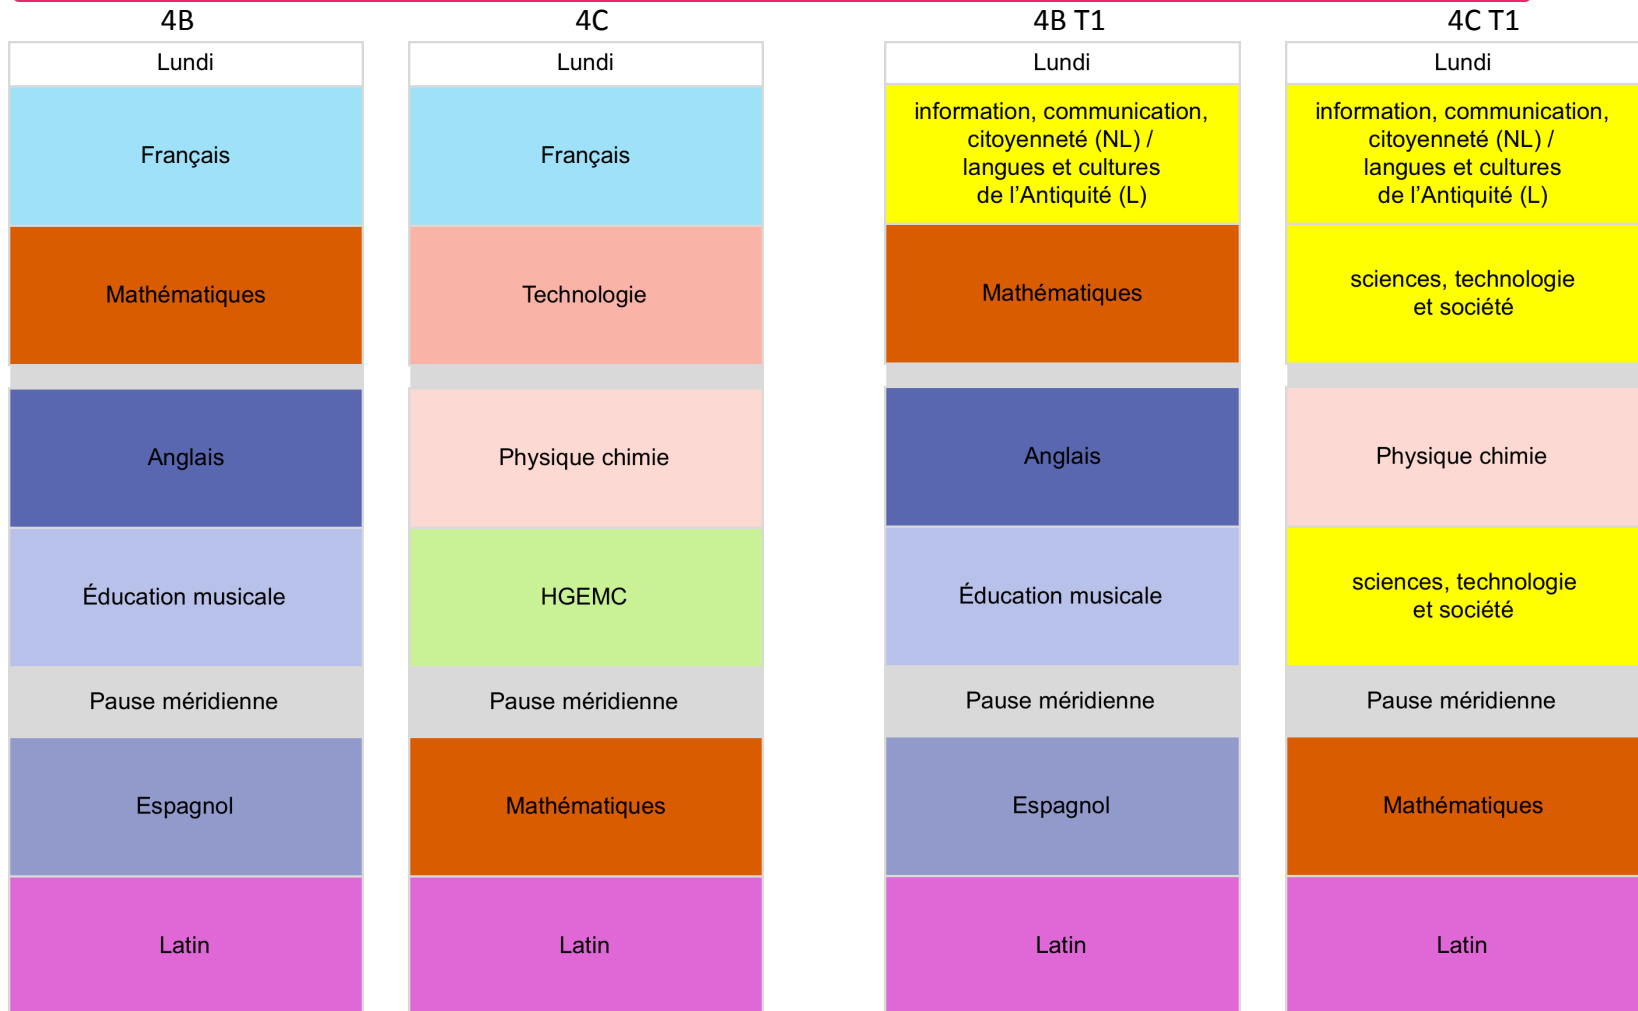 4B
Lundi
Français
Mathématiques
Anglais
Éducation musicale
Pause méridienne
Espagnol
Latin
4C
Lundi
Français
Technologie
Physique chimie
HGEMC
Pause méridienne
Mathématiques
Latin
4B T1
Lundi
information, communication,
citoyenneté (NL) /
langues et cultures
de l’Antiquité (L)
Mathématiques
Anglais
Éducation musicale
Pause méridienne
Espagnol
Latin
4C T1
Lundi
information, communication,
citoyenneté (NL) /
langues et cultures
de l’Antiquité (L)
sciences, technologie
et société
Physique chimie
sciences, technologie
et société
Pause méridienne
Mathématiques
Latin